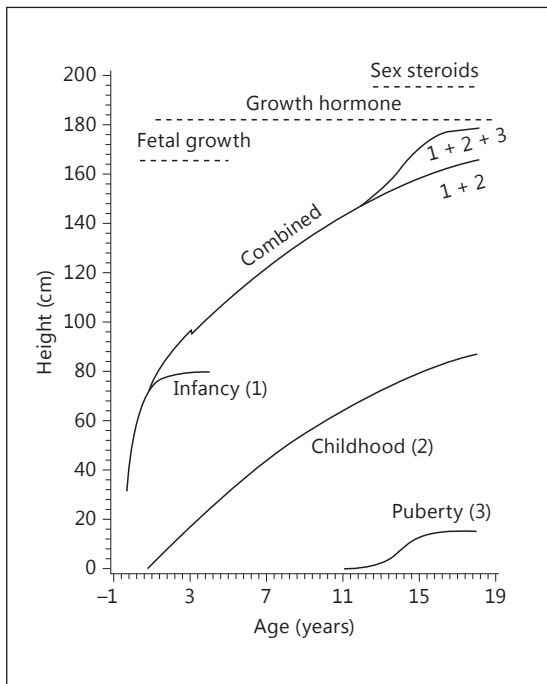 Sex steroids
Growth hormone
Fetal growth
200
180
160
140
120
100
80
60
40
20
0
Height (cm)
1 + 2 + 3
1 + 2
Combined
Infancy (1)
Childhood (2)
Puberty (3)
–1 3 7 11 15 19
Age (years)